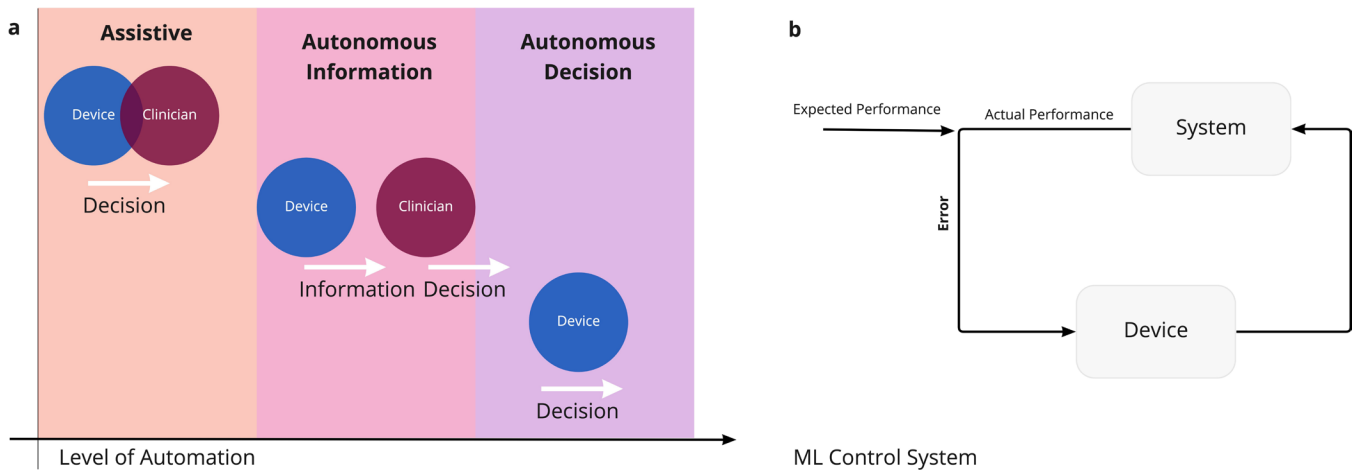 a
Assistive
Autonomous
Information
Autonomous
Decision
Device
Clinician
Decision
Device
Clinician
Information
Decision
Device
Decision
Level of Automation
b
Expected Performance
Actual Performance
System
Error
Device
ML Control System